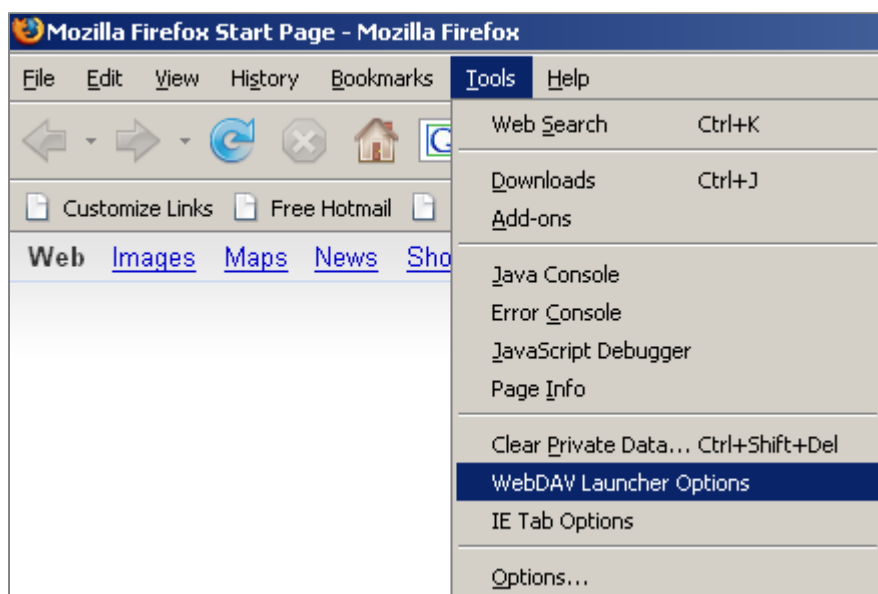 Mozilla Firefox Start Page - Mozilla Firefox
File Edit View History Bookmarks Tools Help
G
Customize Links Free Hotmail
Web Images Maps News Sho
Web Search Ctrl+K
Downloads Ctrl+J
Add-ons
Java Console
Error Console
JavaScript Debugger
Page Info
Clear Private Data... Ctrl+Shift+Del
WebDAV Launcher Options
IE Tab Options
Options...